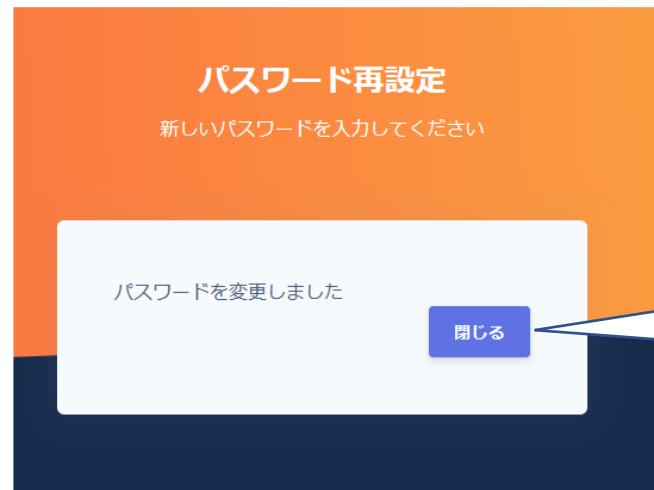 パスワード再設定
新しいパスワードを入力してください
パスワードを変更しました
閉じる